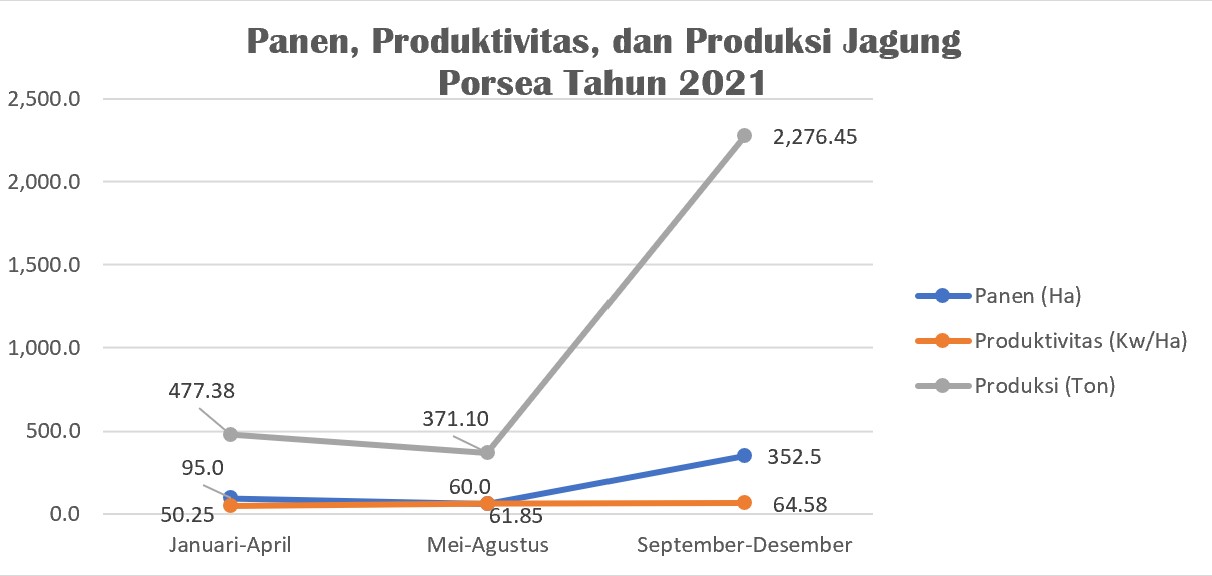 Panen, Produktivitas, dan Produksi Jagung
Porsea Tahun 2021
2,500.0
2,000.0
1,500.0
1,000.0
500.0
0.0
2,276.45
477.38
371.10
95.0
60.0
352.5
50.25
61.85
64.58
Januari-April
Mei-Agustus
September-Desember
Panen (Ha)
Produktivitas (Kw/Ha)
Produksi (Ton)